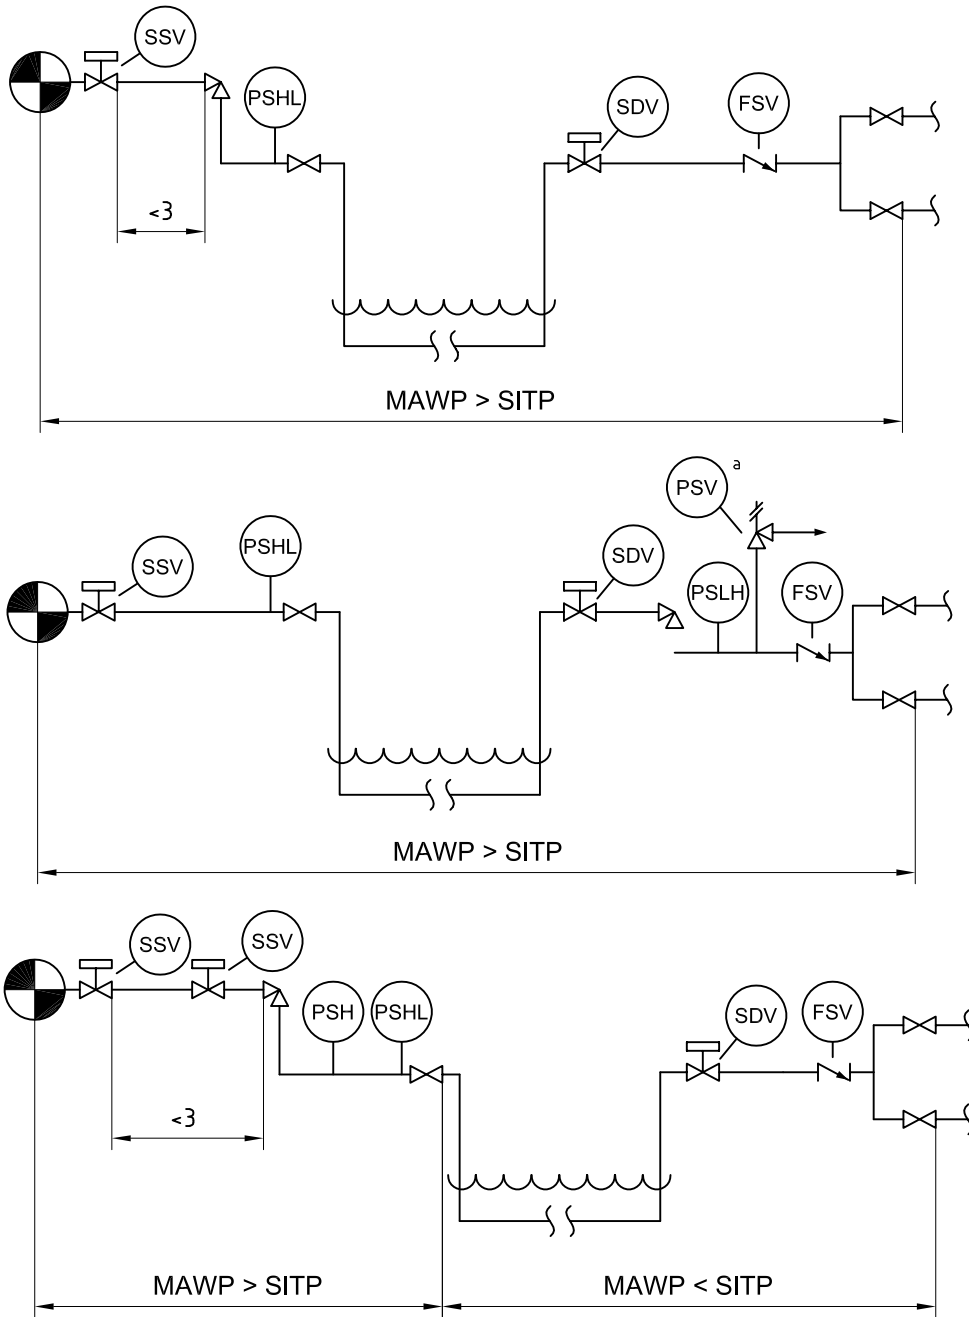 SSV
PSHL
SDV
FSV
<3
MAWP > SITP
PSV a
SSV
PSHL
SDV
PSLH
FSV
MAWP > SITP
SSV
SSV
PSH
PSHL
SDV
FSV
<3
MAWP > SITP
MAWP < SITP